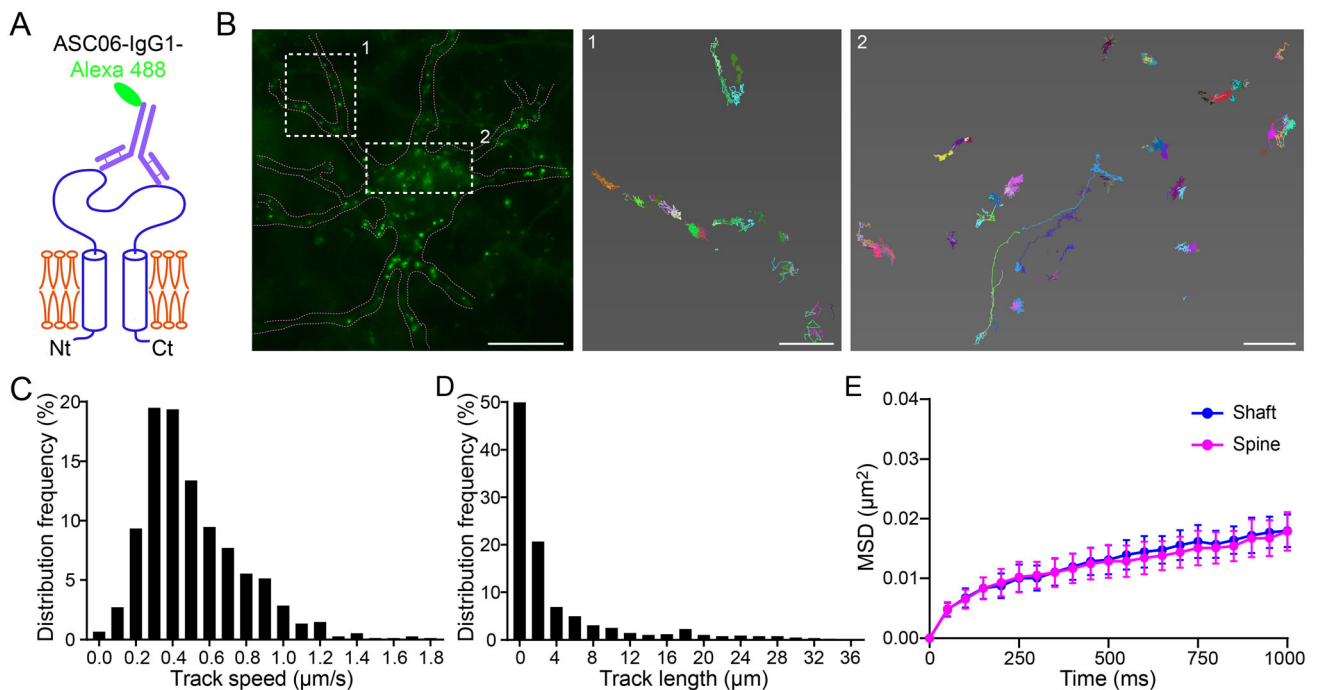 A
ASC06-IgG1-
Alexa 488
Nt
Ct
B
1
2
1
2
C
Distribution frequency (%)
20
15
10
5
0
0.0 0.2 0.4 0.6 0.8 1.0 1.2 1.4 1.6 1.8
Track speed (µm/s)
D
Distribution frequency (%)
50
40
30
20
10
0
0 4 8 12 16 20 24 28 32 36
Track length (µm)
E
MSD (µm²)
0.04
0.03
0.02
0.01
0.00
0 250 500 750 1000
Time (ms)
Shaft
Spine